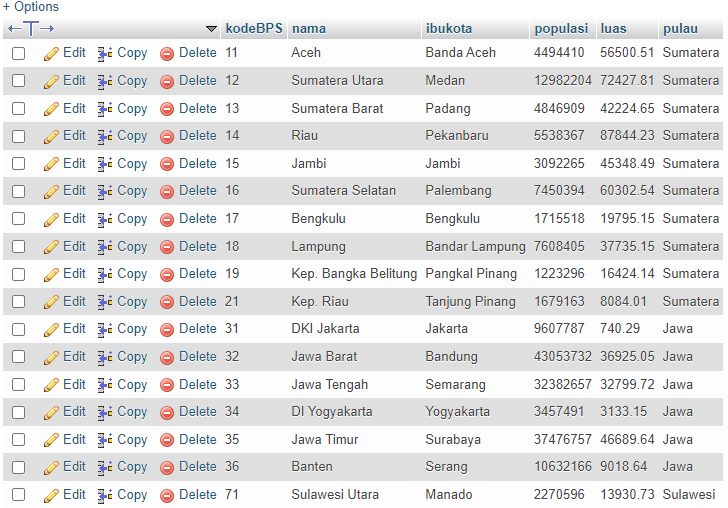 + Options
←T→ kodeBPS nama ibukota populasi luas pulau
Edit Copy Delete 11 Aceh Banda Aceh 4494410 56500.51 Sumatera
Edit Copy Delete 12 Sumatera Utara Medan 12982204 72427.81 Sumatera
Edit Copy Delete 13 Sumatera Barat Padang 4846909 42224.65 Sumatera
Edit Copy Delete 14 Riau Pekanbaru 5538367 87844.23 Sumatera
Edit Copy Delete 15 Jambi Jambi 3092265 45348.49 Sumatera
Edit Copy Delete 16 Sumatera Selatan Palembang 7450394 60302.54 Sumatera
Edit Copy Delete 17 Bengkulu Bengkulu 1715518 19795.15 Sumatera
Edit Copy Delete 18 Lampung Bandar Lampung 7608405 37735.15 Sumatera
Edit Copy Delete 19 Kep. Bangka Belitung Pangkal Pinang 1223296 16424.14 Sumatera
Edit Copy Delete 21 Kep. Riau Tanjung Pinang 1679163 8084.01 Sumatera
Edit Copy Delete 31 DKI Jakarta Jakarta 9607787 740.29 Jawa
Edit Copy Delete 32 Jawa Barat Bandung 43053732 36925.05 Jawa
Edit Copy Delete 33 Jawa Tengah Semarang 32382657 32799.72 Jawa
Edit Copy Delete 34 DI Yogyakarta Yogyakarta 3457491 3133.15 Jawa
Edit Copy Delete 35 Jawa Timur Surabaya 37476757 46689.64 Jawa
Edit Copy Delete 36 Banten Serang 10632166 9018.64 Jawa
Edit Copy Delete 71 Sulawesi Utara Manado 2270596 13930.73 Sulawesi